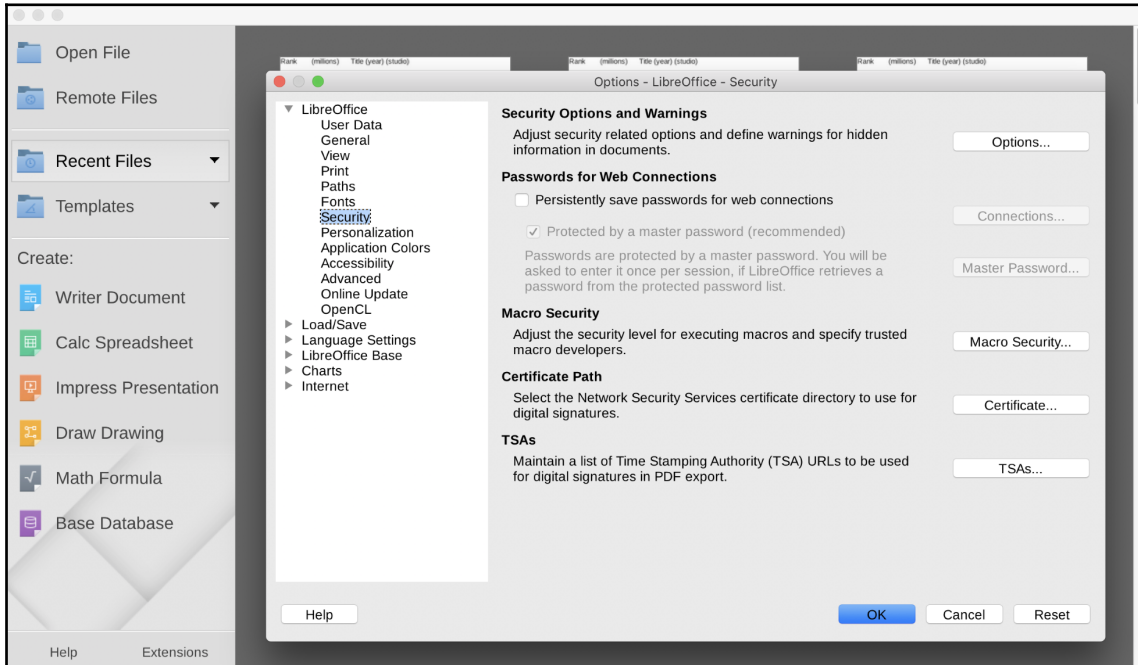 Open File
Remote Files
Recent Files
Templates
Create:
Writer Document
Calc Spreadsheet
Impress Presentation
Draw Drawing
Math Formula
Base Database
Help
Extensions
Rank (millions) Title (year) (studio)
Rank (millions) Title (year) (studio)
Rank (millions) Title (year) (studio)
Options - LibreOffice - Security
LibreOffice
User Data
General
View
Print
Paths
Fonts
Security
Personalization
Application Colors
Accessibility
Advanced
Online Update
OpenCL
Load/Save
Language Settings
LibreOffice Base
Charts
Internet
Security Options and Warnings
Adjust security related options and define warnings for hidden
information in documents.
Options...
Passwords for Web Connections
Persistently save passwords for web connections
Connections...
Protected by a master password (recommended)
Passwords are protected by a master password. You will be
asked to enter it once per session, if LibreOffice retrieves a
password from the protected password list.
Master Password...
Macro Security
Adjust the security level for executing macros and specify trusted
macro developers.
Macro Security...
Certificate Path
Select the Network Security Services certificate directory to use for
digital signatures.
Certificate...
TSAs
Maintain a list of Time Stamping Authority (TSA) URLs to be used
for digital signatures in PDF export.
TSAs...
Help
OK
Cancel
Reset